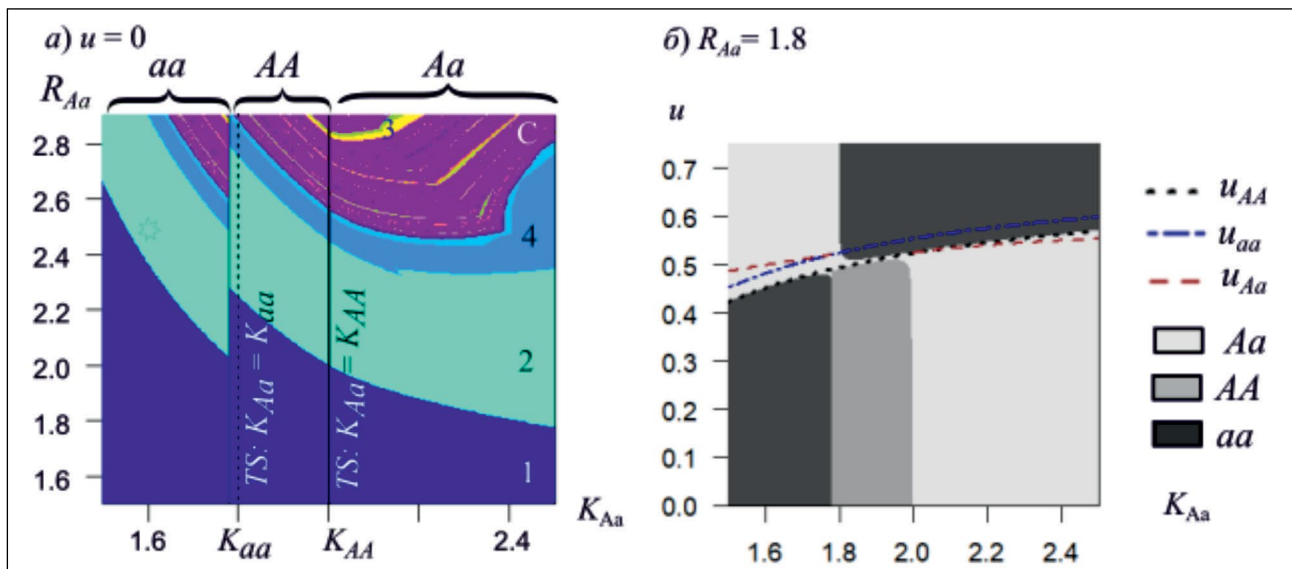 а) u = 0
aa AA Aa
R_Aa
2.8
2.6
2.4
2.2
2.0
1.8
1.6
3
C
4
2
1
TS: K_Aa = K_aa
TS: K_Aa = K_AA
1.6 K_aa K_AA 2.4
K_Aa
б) R_Aa = 1.8
u
0.7
0.6
0.5
0.4
0.3
0.2
0.1
0.0
1.6 1.8 2.0 2.2 2.4
u_AA
u_aa
u_Aa
Aa
AA
aa
K_Aa